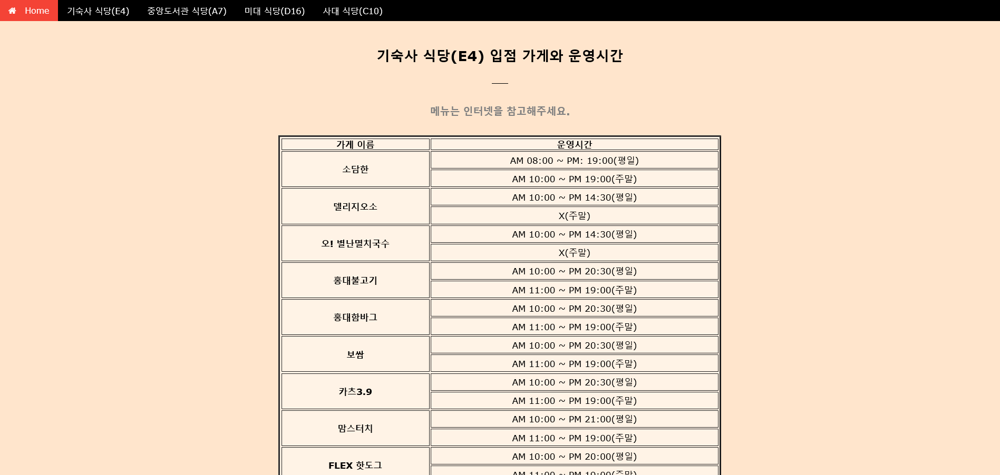 Home 기숙사 식당(E4) 중앙도서관 식당(A7) 미대 식당(D16) 사대 식당(C10)
기숙사 식당(E4) 입점 가게와 운영시간
메뉴는 인터넷을 참고해주세요.
가게 이름 운영시간
소담한 AM 08:00 ~ PM: 19:00(평일)
AM 10:00 ~ PM 19:00(주말)
델리지오소 AM 10:00 ~ PM 14:30(평일)
X(주말)
오! 별난멸치국수 AM 10:00 ~ PM 14:30(평일)
X(주말)
홍대불고기 AM 10:00 ~ PM 20:30(평일)
AM 11:00 ~ PM 19:00(주말)
홍대함바그 AM 10:00 ~ PM 20:30(평일)
AM 11:00 ~ PM 19:00(주말)
보쌈 AM 10:00 ~ PM 20:30(평일)
AM 11:00 ~ PM 19:00(주말)
카츠3.9 AM 10:00 ~ PM 20:30(평일)
AM 11:00 ~ PM 19:00(주말)
맘스터치 AM 10:00 ~ PM 21:00(평일)
AM 11:00 ~ PM 19:00(주말)
FLEX 핫도그 AM 10:00 ~ PM 20:00(평일)
AM 11:00 ~ PM 19:00(주말)